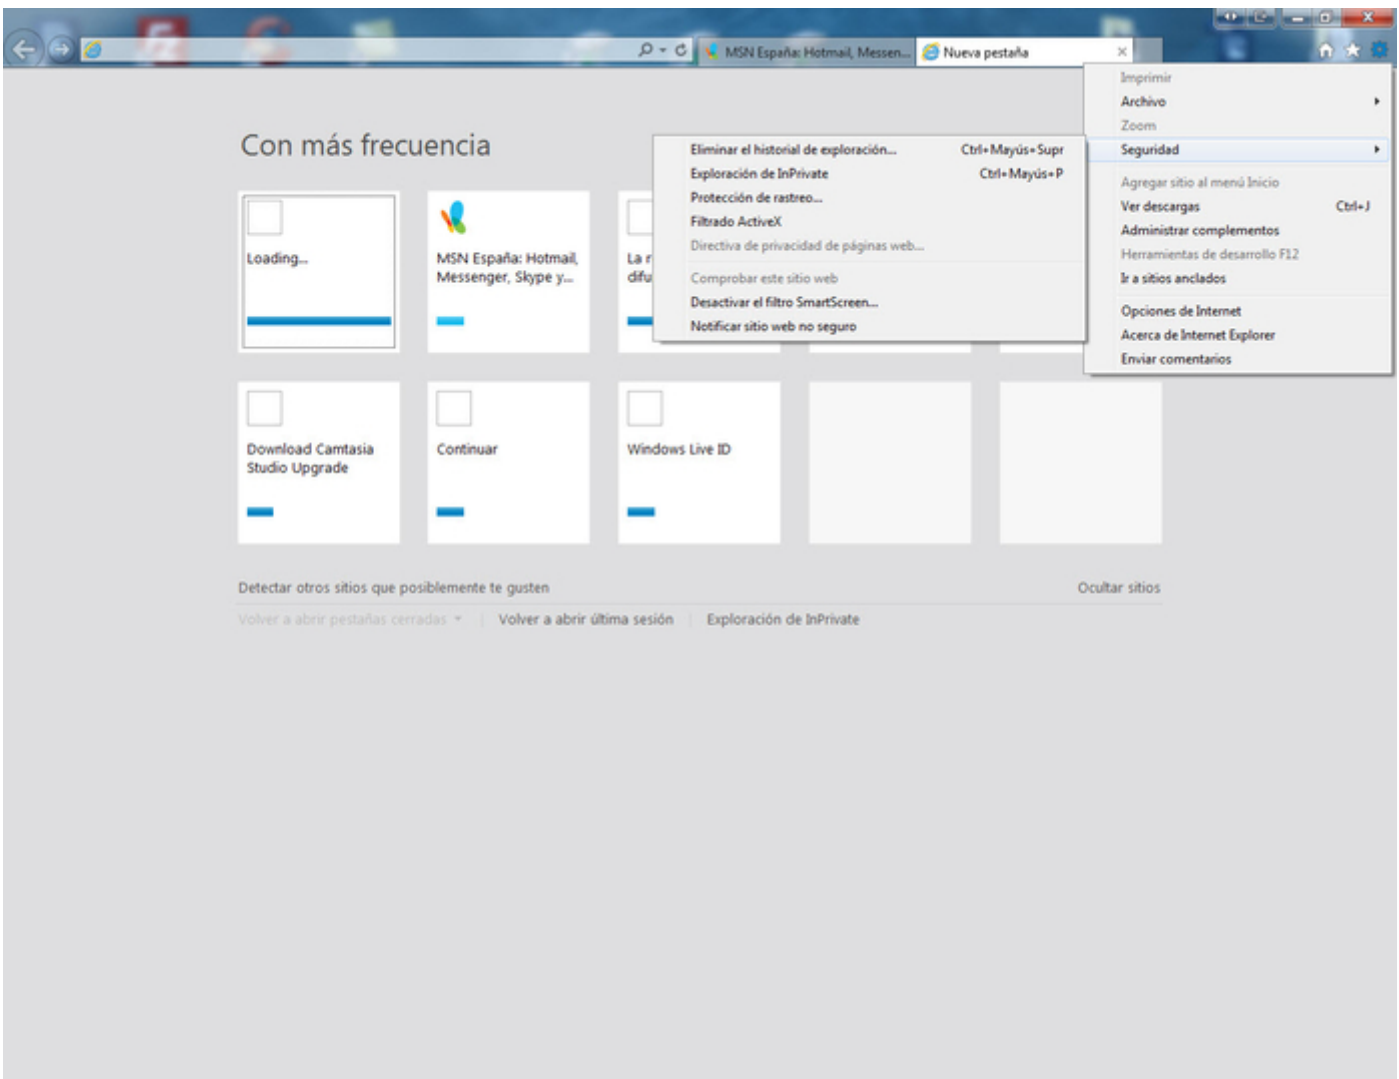 MSN España: Hotmail, Messen...
Nueva pestaña
Imprimir
Archivo
Zoom
Seguridad
Agregar sitio al menú Inicio
Ver descargas Ctrl+J
Administrar complementos
Herramientas de desarrollo F12
Ir a sitios anclados
Opciones de Internet
Acerca de Internet Explorer
Enviar comentarios
Eliminar el historial de exploración... Ctrl+Mayús+Supr
Exploración de InPrivate Ctrl+Mayús+P
Protección de rastreo...
Filtrado ActiveX
Directiva de privacidad de páginas web...
Comprobar este sitio web
Desactivar el filtro SmartScreen...
Notificar sitio web no seguro
Con más frecuencia
Loading...
MSN España: Hotmail,
Messenger, Skype y...
La r
difu
Download Camtasia
Studio Upgrade
Continuar
Windows Live ID
Detectar otros sitios que posiblemente te gusten
Ocultar sitios
Volver a abrir pestañas cerradas
Volver a abrir última sesión
Exploración de InPrivate